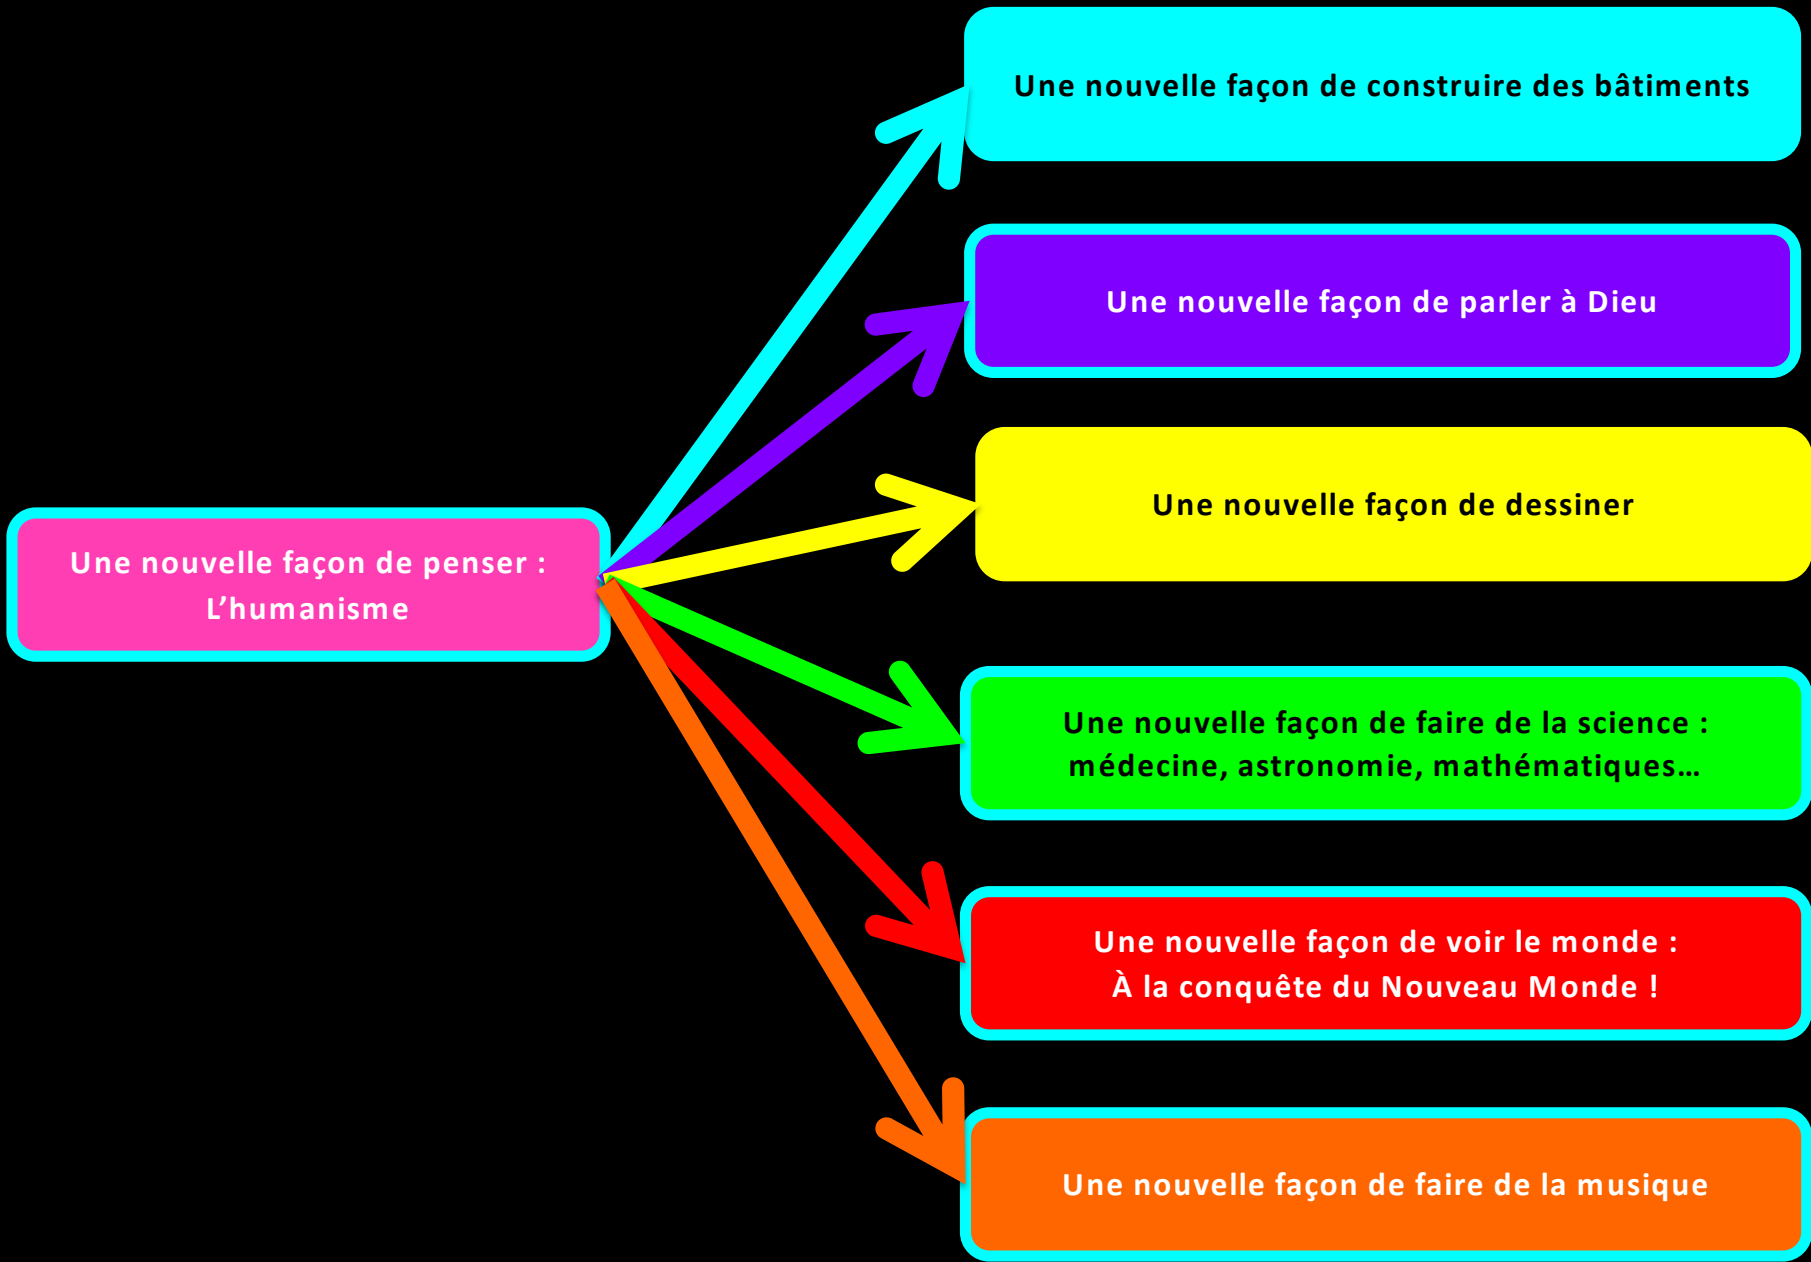 Une nouvelle façon de construire des bâtiments
Une nouvelle façon de parler à Dieu
Une nouvelle façon de dessiner
Une nouvelle façon de penser :
L’humanisme
Une nouvelle façon de faire de la science :
médecine, astronomie, mathématiques…
Une nouvelle façon de voir le monde :
À la conquête du Nouveau Monde !
Une nouvelle façon de faire de la musique